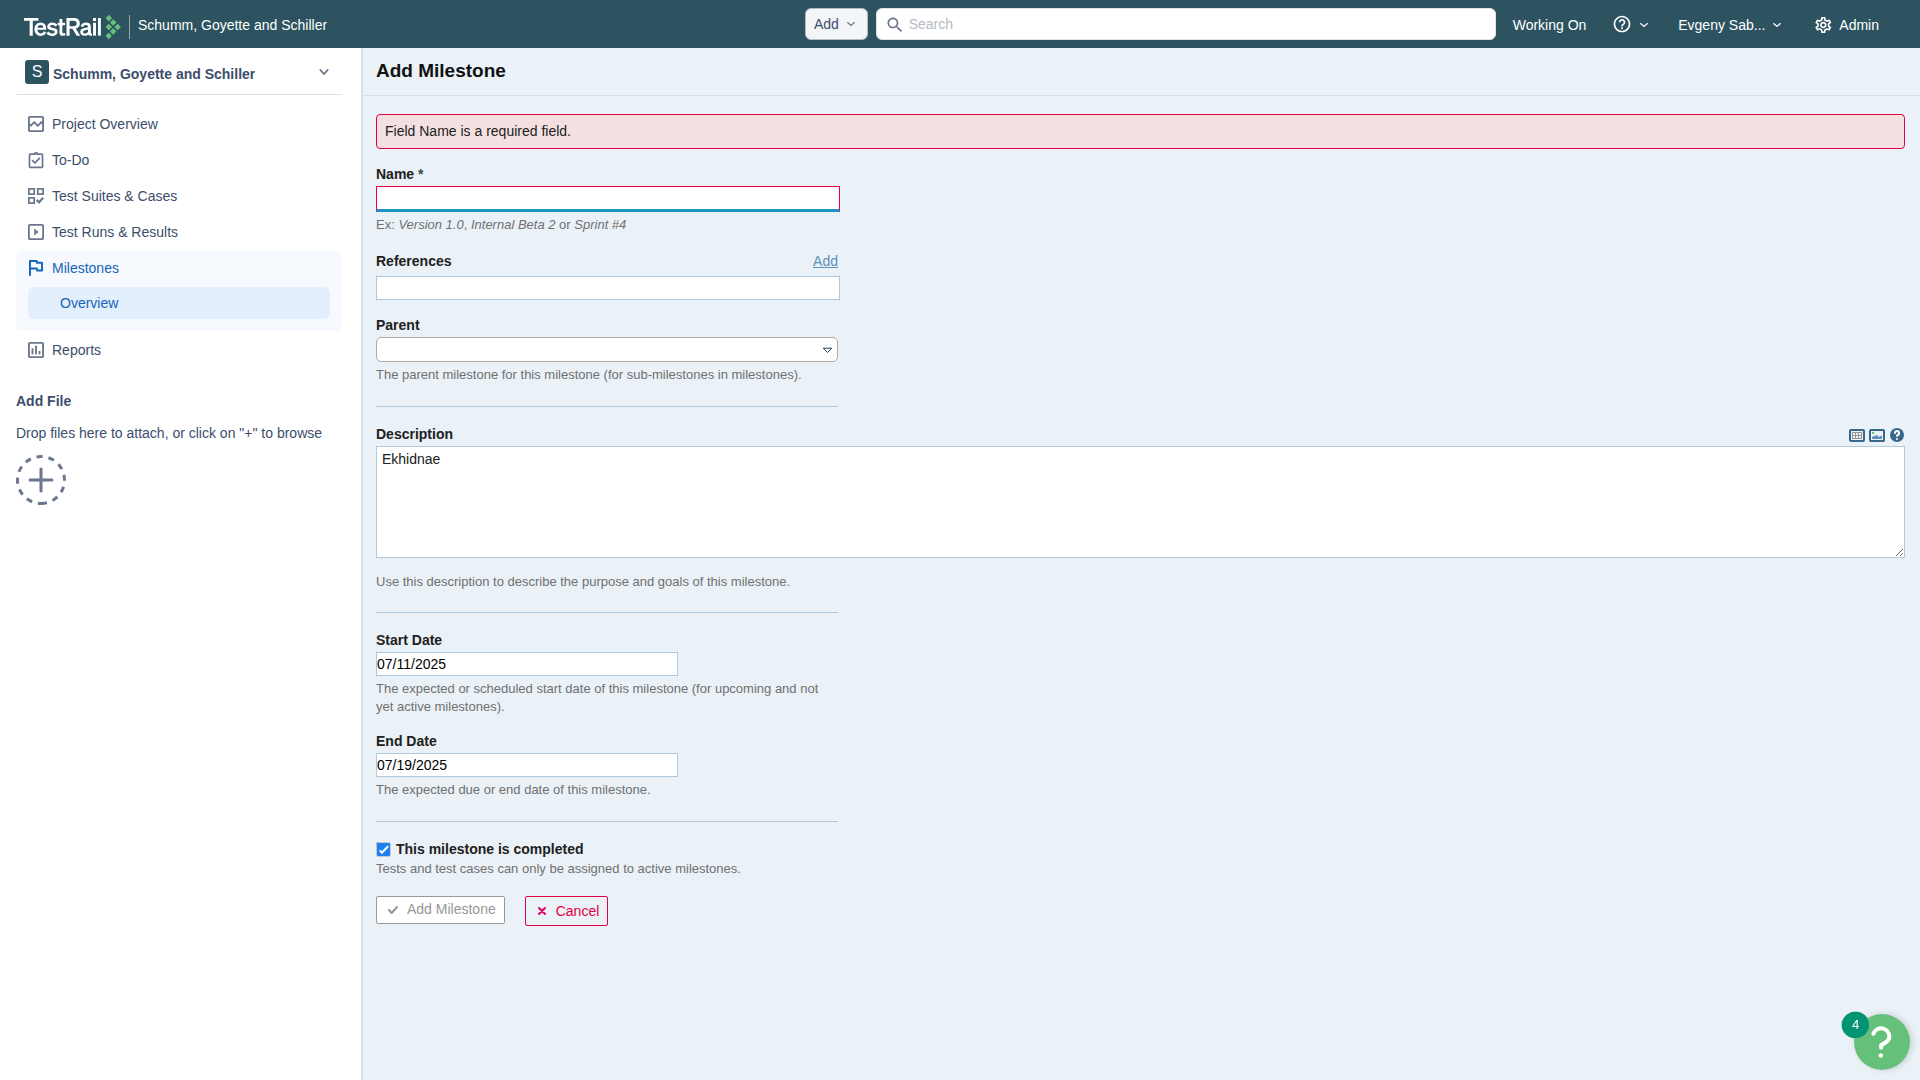 TestRail
Schumm, Goyette and Schiller
Add
Search
Working On
Evgeny Sab...
Admin
S
Schumm, Goyette and Schiller
Project Overview
To-Do
Test Suites & Cases
Test Runs & Results
Milestones
Overview
Reports
Add File
Drop files here to attach, or click on "+" to browse
Add Milestone
Field Name is a required field.
Name *
Ex: Version 1.0, Internal Beta 2 or Sprint #4
References
Add
Parent
The parent milestone for this milestone (for sub-milestones in milestones).
Description
Ekhidnae
Use this description to describe the purpose and goals of this milestone.
Start Date
07/11/2025
The expected or scheduled start date of this milestone (for upcoming and not
yet active milestones).
End Date
07/19/2025
The expected due or end date of this milestone.
This milestone is completed
Tests and test cases can only be assigned to active milestones.
Add Milestone
Cancel
4